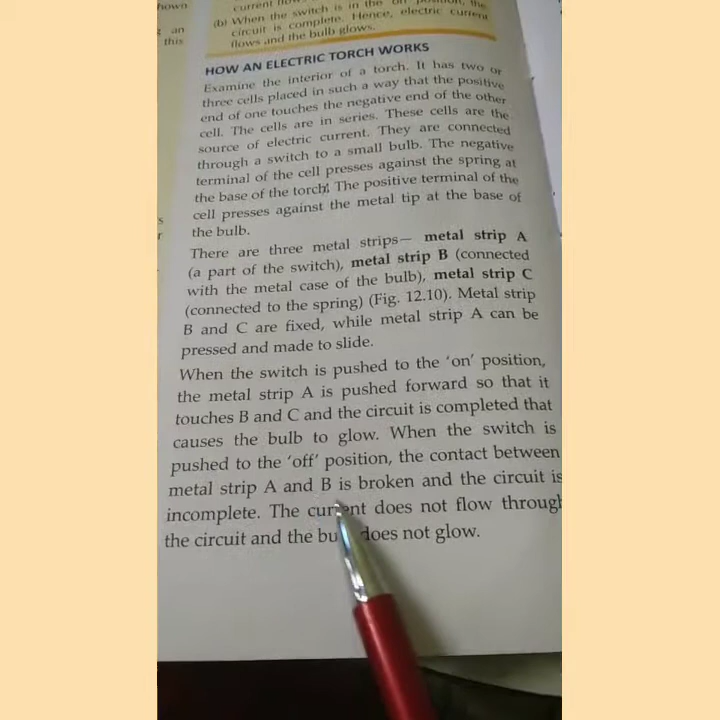 hown
an
this
s
r
current
(b) When the switch is in the 'on' position, the
circuit is complete. Hence, electric current
flows and the bulb glows.
HOW AN ELECTRIC TORCH WORKS
Examine the interior of a torch. It has two or
three cells placed in such a way that the positive
end of one touches the negative end of the other
cell. The cells are in series. These cells are the
source of electric current. They are connected
through a switch to a small bulb. The negative
terminal of the cell presses against the spring at
the base of the torch. The positive terminal of the
cell presses against the metal tip at the base of
the bulb.
There are three metal strips— metal strip A
(a part of the switch), metal strip B (connected
with the metal case of the bulb), metal strip C
(connected to the spring) (Fig. 12.10). Metal strip
B and C are fixed, while metal strip A can be
pressed and made to slide.
When the switch is pushed to the 'on' position,
the metal strip A is pushed forward so that it
touches B and C and the circuit is completed that
causes the bulb to glow. When the switch is
pushed to the 'off' position, the contact between
metal strip A and B is broken and the circuit is
incomplete. The current does not flow through
the circuit and the bu does not glow.